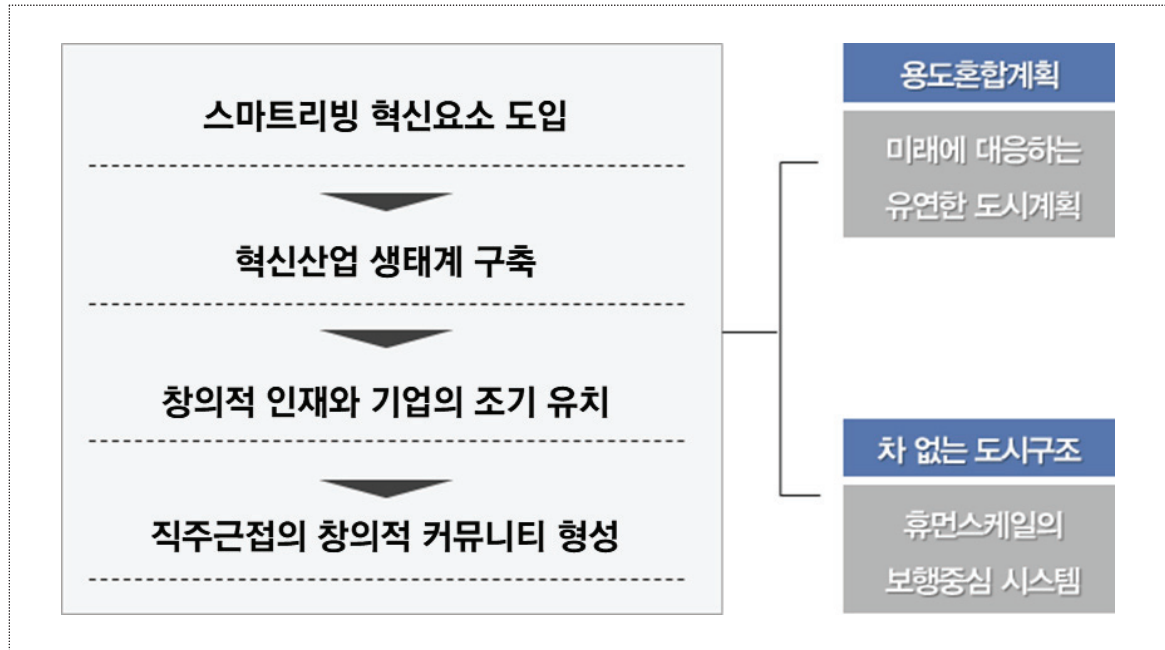 스마트리빙 혁신요소 도입
혁신산업 생태계 구축
창의적 인재와 기업의 조기 유치
직주근접의 창의적 커뮤니티 형성
용도혼합계획
미래에 대응하는
유연한 도시계획
차 없는 도시구조
휴먼스케일의
보행중심 시스템